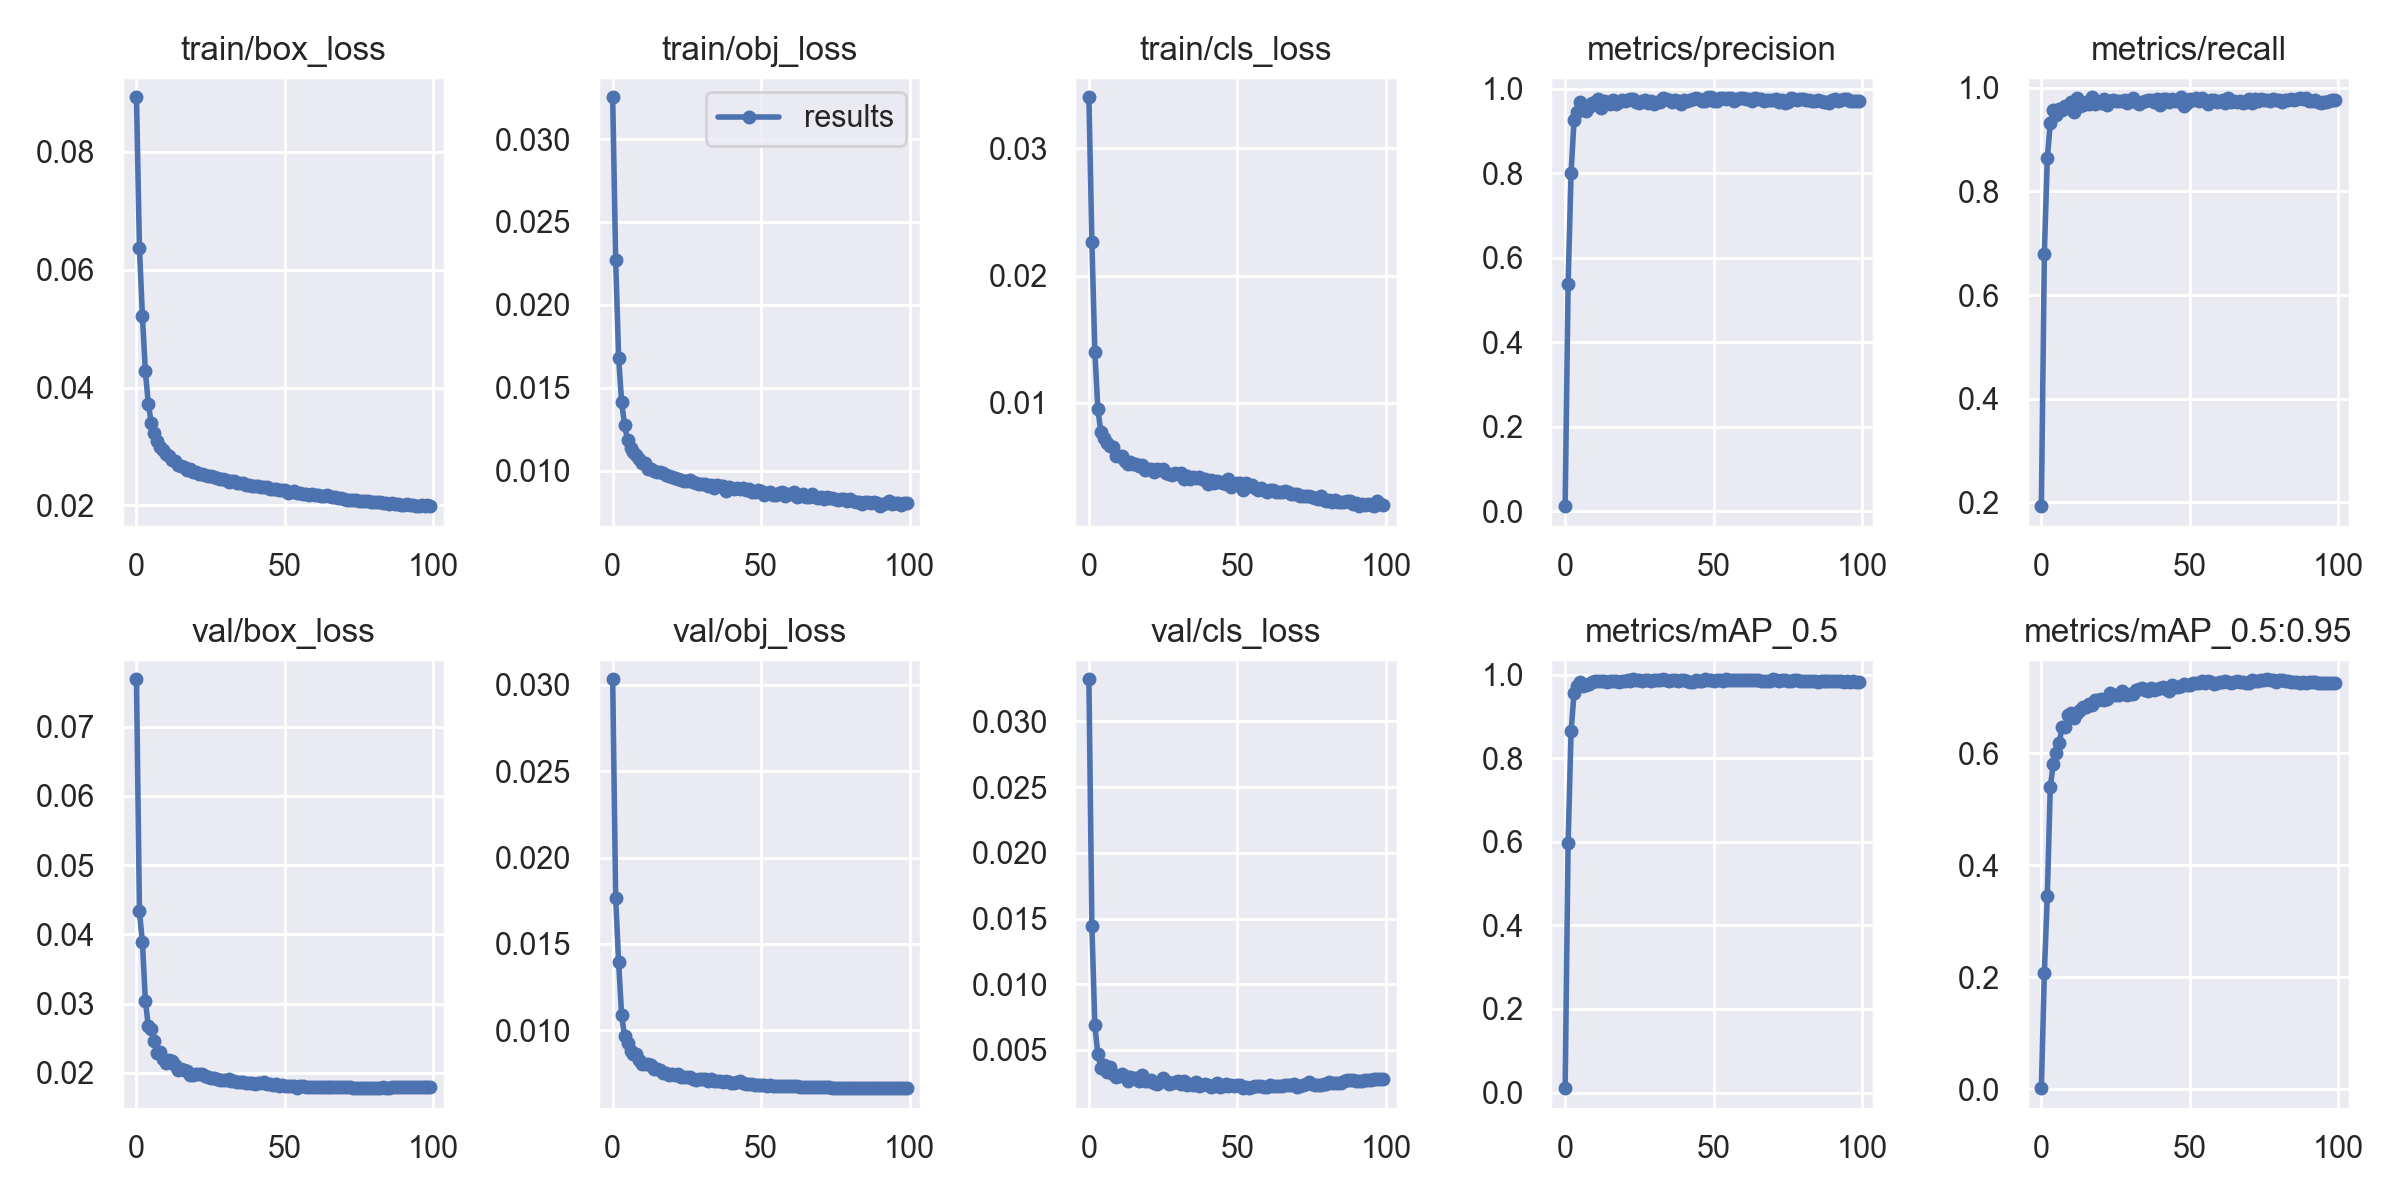 train/box_loss
0.08
0.06
0.04
0.02
0 50 100
train/obj_loss
results
0.030
0.025
0.020
0.015
0.010
0 50 100
train/cls_loss
0.03
0.02
0.01
0 50 100
metrics/precision
1.0
0.8
0.6
0.4
0.2
0.0
0 50 100
metrics/recall
1.0
0.8
0.6
0.4
0.2
0 50 100
val/box_loss
0.07
0.06
0.05
0.04
0.03
0.02
0 50 100
val/obj_loss
0.030
0.025
0.020
0.015
0.010
0 50 100
val/cls_loss
0.030
0.025
0.020
0.015
0.010
0.005
0 50 100
metrics/mAP_0.5
1.0
0.8
0.6
0.4
0.2
0.0
0 50 100
metrics/mAP_0.5:0.95
0.6
0.4
0.2
0.0
0 50 100